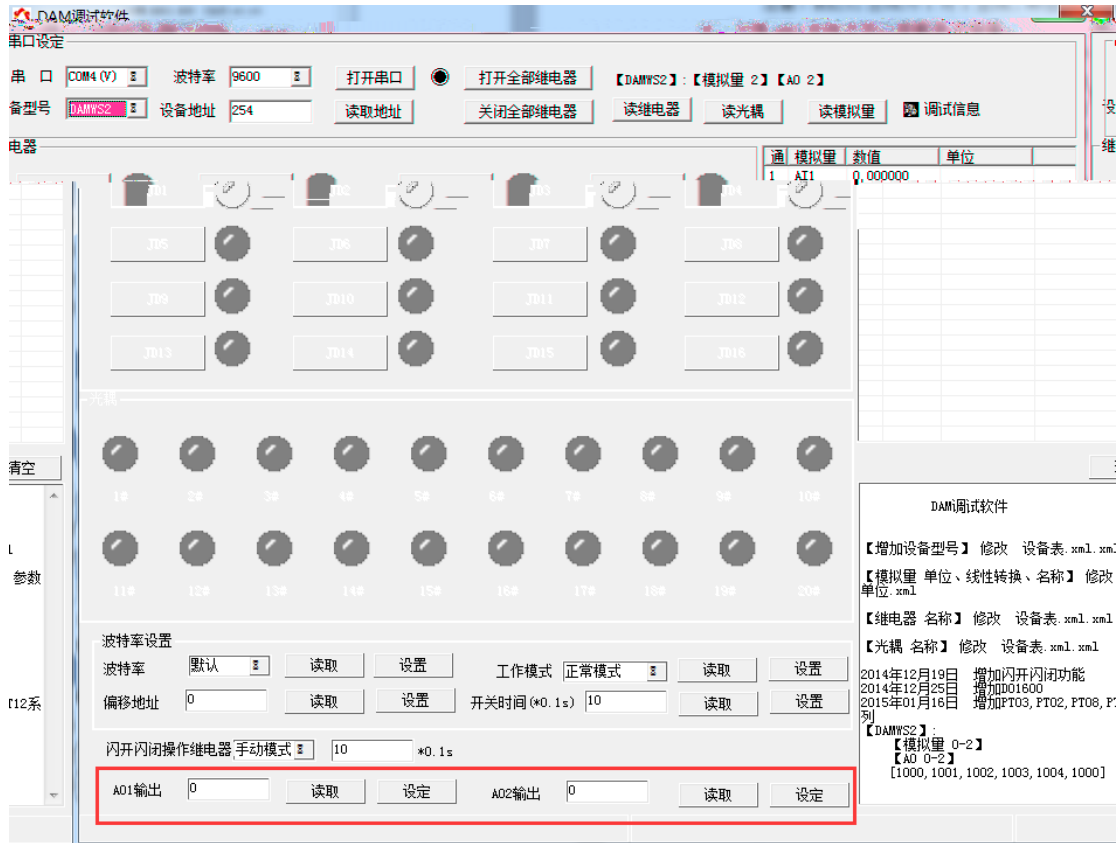 DAM调试软件
串口设定
串 口 COM4(V) 波特率 9600 打开串口 打开全部继电器 【DAMWS2】:【模拟量 2】【AO 2】
备型号 DAMWS2 设备地址 254 读取地址 关闭全部继电器 读继电器 读光耦 读模拟量 调试信息
电器
通 模拟量 数值 单位
1 AI1 0.000000
JD1 JD2 JD3 JD4
JD5 JD6 JD7 JD8
JD9 JD10 JD11 JD12
JD13 JD14 JD15 JD16
光耦
清空
1# 2# 3# 4# 5# 6# 7# 8# 9# 10#
参数
11# 12# 13# 14# 15# 16# 17# 18# 19# 20#
T12系
波特率设置
波特率 默认 读取 设置 工作模式 正常模式 读取 设置
偏移地址 0 读取 设置 开关时间(*0.1s) 10 读取 设置
闪开闪闭操作继电器 手动模式 10 *0.1s
AO1输出 0 读取 设定 AO2输出 0 读取 设定
DAM调试软件
【增加设备型号】 修改 设备表.xml.xm
【模拟量 单位、线性转换、名称】 修改
单位.xml
【继电器 名称】 修改 设备表.xml.xml
【光耦 名称】 修改 设备表.xml.xml
2014年12月19日 增加闪开闪闭功能
2014年12月25日 增加DO1600
2015年01月16日 增加PT03,PT02,PT08,PT
列
【DAMWS2】:
【模拟量 0-2】
【AO 0-2】
[1000,1001,1002,1003,1004,1000]